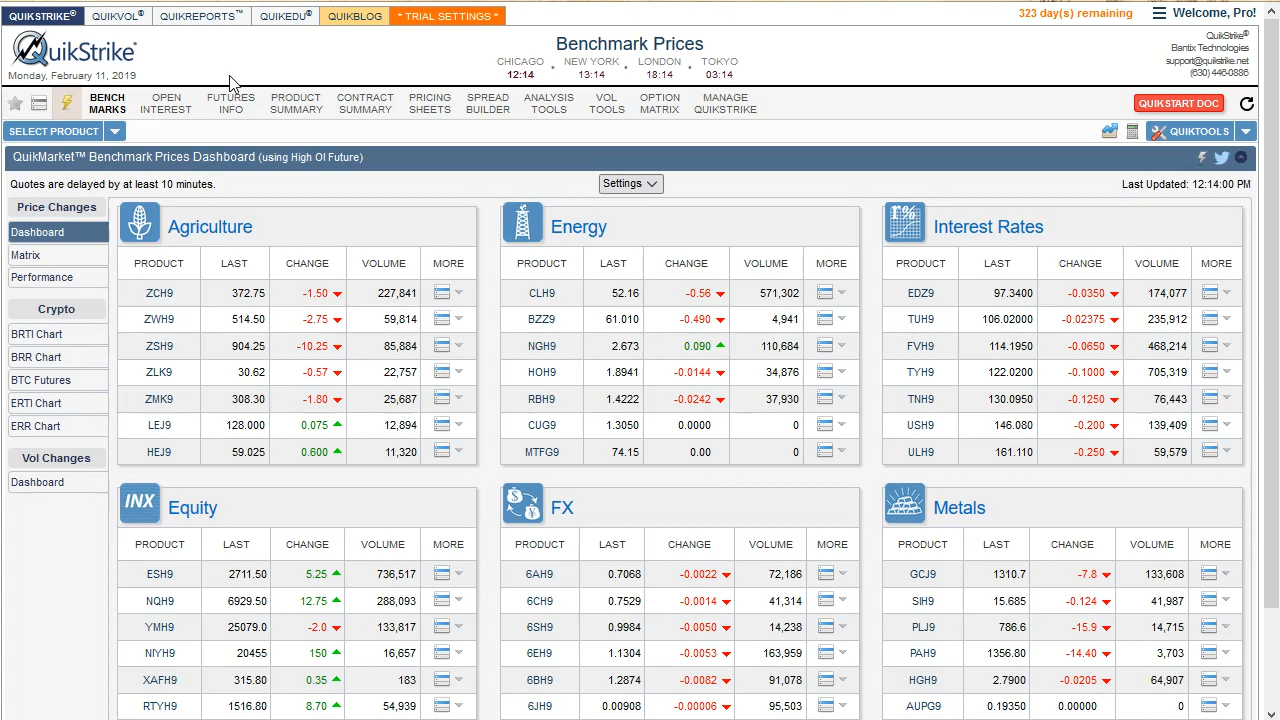 QUIKSTRIKE® QUIKVOL® QUIKREPORTS™ QUIKEDU® QUIKBLOG * TRIAL SETTINGS * 323 day(s) remaining Welcome, Pro!
QuikStrike®
Monday, February 11, 2019
Benchmark Prices
CHICAGO NEW YORK LONDON TOKYO
12:14 13:14 18:14 03:14
QuikStrike®
Bantix Technologies
support@quikstrike.net
(630) 446-0886
BENCH MARKS OPEN INTEREST FUTURES INFO PRODUCT SUMMARY CONTRACT SUMMARY PRICING SHEETS SPREAD BUILDER ANALYSIS TOOLS VOL TOOLS OPTION MATRIX MANAGE QUIKSTRIKE QUIKSTART DOC
SELECT PRODUCT QUIKTOOLS
QuikMarket™ Benchmark Prices Dashboard (using High OI Future)
Quotes are delayed by at least 10 minutes. Settings Last Updated: 12:14:00 PM
Price Changes
Dashboard
Matrix
Performance
Crypto
BRTI Chart
BRR Chart
BTC Futures
ERTI Chart
ERR Chart
Vol Changes
Dashboard
Agriculture
PRODUCT LAST CHANGE VOLUME MORE
ZCH9 372.75 -1.50 227,841
ZWH9 514.50 -2.75 59,814
ZSH9 904.25 -10.25 85,884
ZLK9 30.62 -0.57 22,757
ZMK9 308.30 -1.80 25,687
LEJ9 128.000 0.075 12,894
HEJ9 59.025 0.600 11,320
Energy
PRODUCT LAST CHANGE VOLUME MORE
CLH9 52.16 -0.56 571,302
BZZ9 61.010 -0.490 4,941
NGH9 2.673 0.090 110,684
HOH9 1.8941 -0.0144 34,876
RBH9 1.4222 -0.0242 37,930
CUG9 1.3050 0.0000 0
MTFG9 74.15 0.00 0
1%
Interest Rates
PRODUCT LAST CHANGE VOLUME MORE
EDZ9 97.3400 -0.0350 174,077
TUH9 106.02000 -0.02375 235,912
FVH9 114.1950 -0.0650 468,214
TYH9 122.0200 -0.1000 705,319
TNH9 130.0950 -0.1250 76,443
USH9 146.080 -0.200 139,409
ULH9 161.110 -0.250 59,579
INX
Equity
PRODUCT LAST CHANGE VOLUME MORE
ESH9 2711.50 5.25 736,517
NQH9 6929.50 12.75 288,093
YMH9 25079.0 -2.0 133,817
NIYH9 20455 150 16,657
XAFH9 315.80 0.35 183
RTYH9 1516.80 8.70 54,939
FX
PRODUCT LAST CHANGE VOLUME MORE
6AH9 0.7068 -0.0022 72,186
6CH9 0.7529 -0.0014 41,314
6SH9 0.9984 -0.0050 14,238
6EH9 1.1304 -0.0053 163,959
6BH9 1.2874 -0.0082 91,078
6JH9 0.00908 -0.00006 95,503
Metals
PRODUCT LAST CHANGE VOLUME MORE
GCJ9 1310.7 -7.8 133,608
SIH9 15.685 -0.124 41,987
PLJ9 786.6 -15.9 14,715
PAH9 1356.80 -14.40 3,703
HGH9 2.7900 -0.0205 64,907
AUPG9 0.19350 0.00000 0